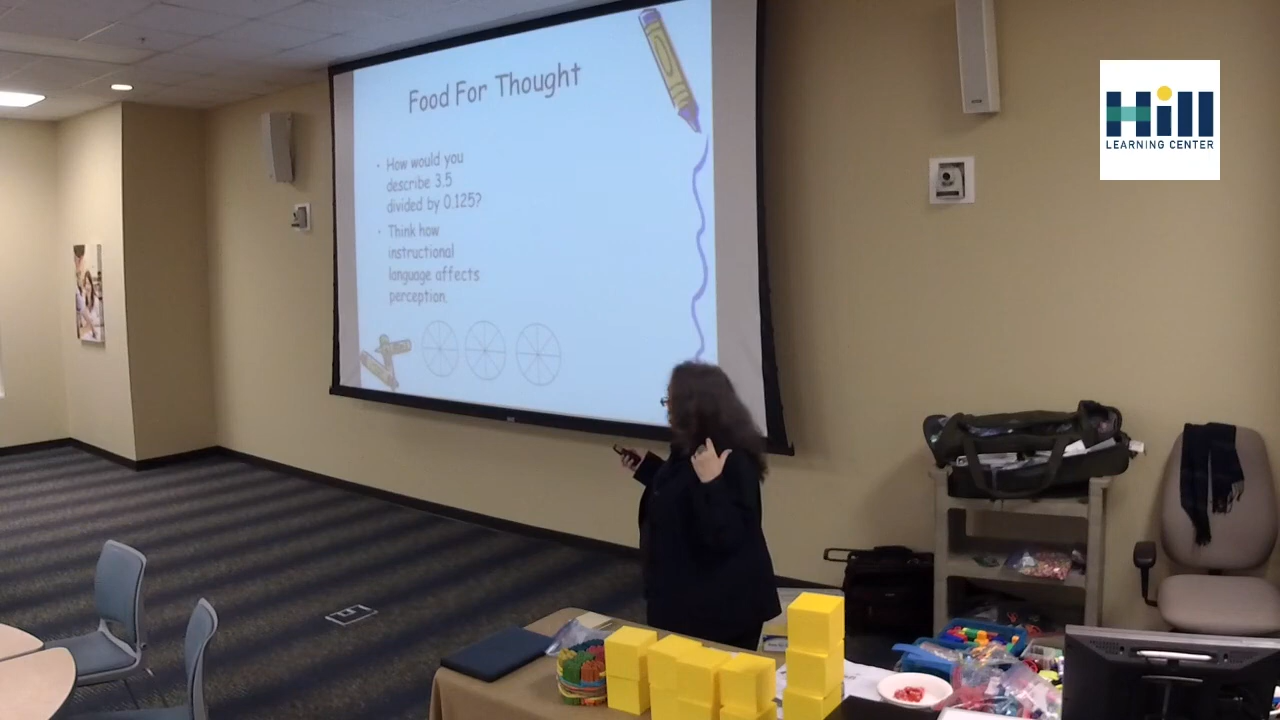 Food For Thought
• How would you
describe 3.5
divided by 0.125?
• Think how
instructional
language affects
perception.
Hill
LEARNING CENTER